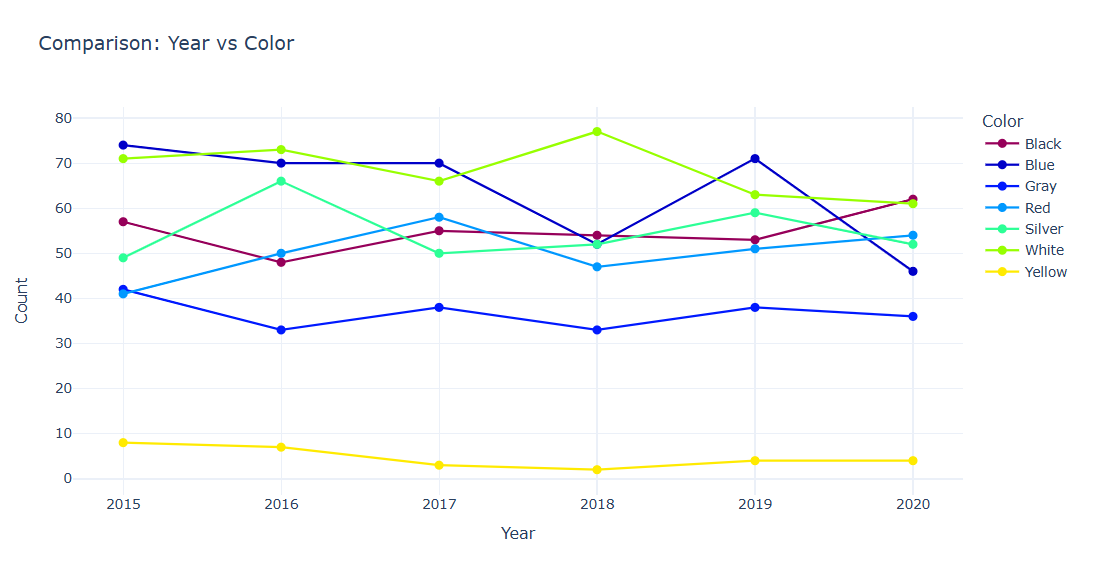 Comparison: Year vs Color
Color
Black
Blue
Gray
Red
Silver
White
Yellow
Count
80
70
60
50
40
30
20
10
0
2015 2016 2017 2018 2019 2020
Year